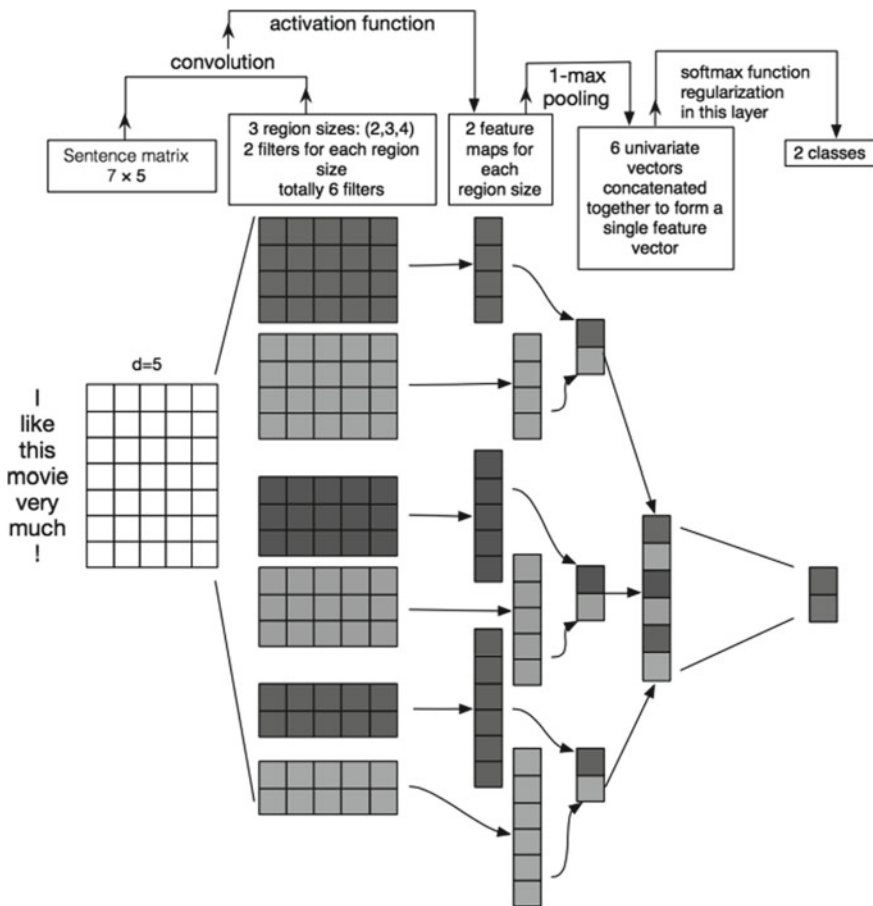 activation function
convolution
1-max
pooling
softmax function
regularization
in this layer
Sentence matrix
7 × 5
3 region sizes: (2,3,4)
2 filters for each region
size
totally 6 filters
2 feature
maps for
each
region size
6 univariate
vectors
concatenated
together to form a
single feature
vector
2 classes
d=5
I
like
this
movie
very
much
!